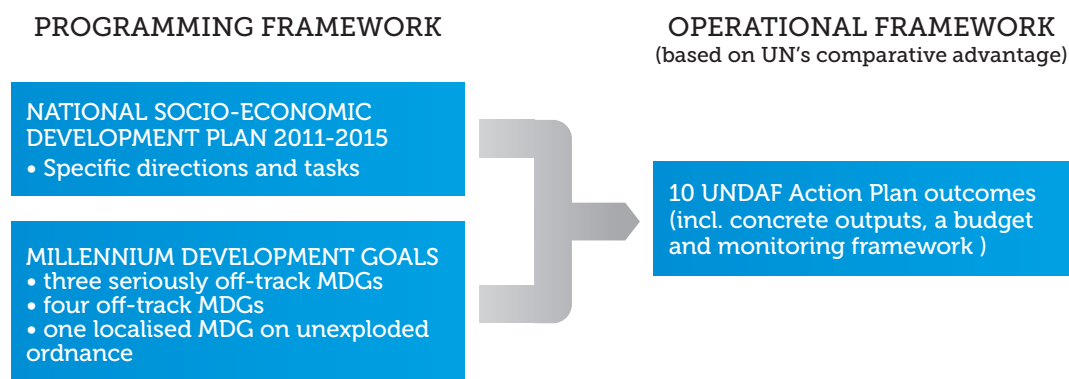 PROGRAMMING FRAMEWORK
NATIONAL SOCIO-ECONOMIC
DEVELOPMENT PLAN 2011-2015
• Specific directions and tasks
MILLENNIUM DEVELOPMENT GOALS
• three seriously off-track MDGs
• four off-track MDGs
• one localised MDG on unexploded
ordnance
OPERATIONAL FRAMEWORK
(based on UN's comparative advantage)
10 UNDAF Action Plan outcomes
(incl. concrete outputs, a budget
and monitoring framework )